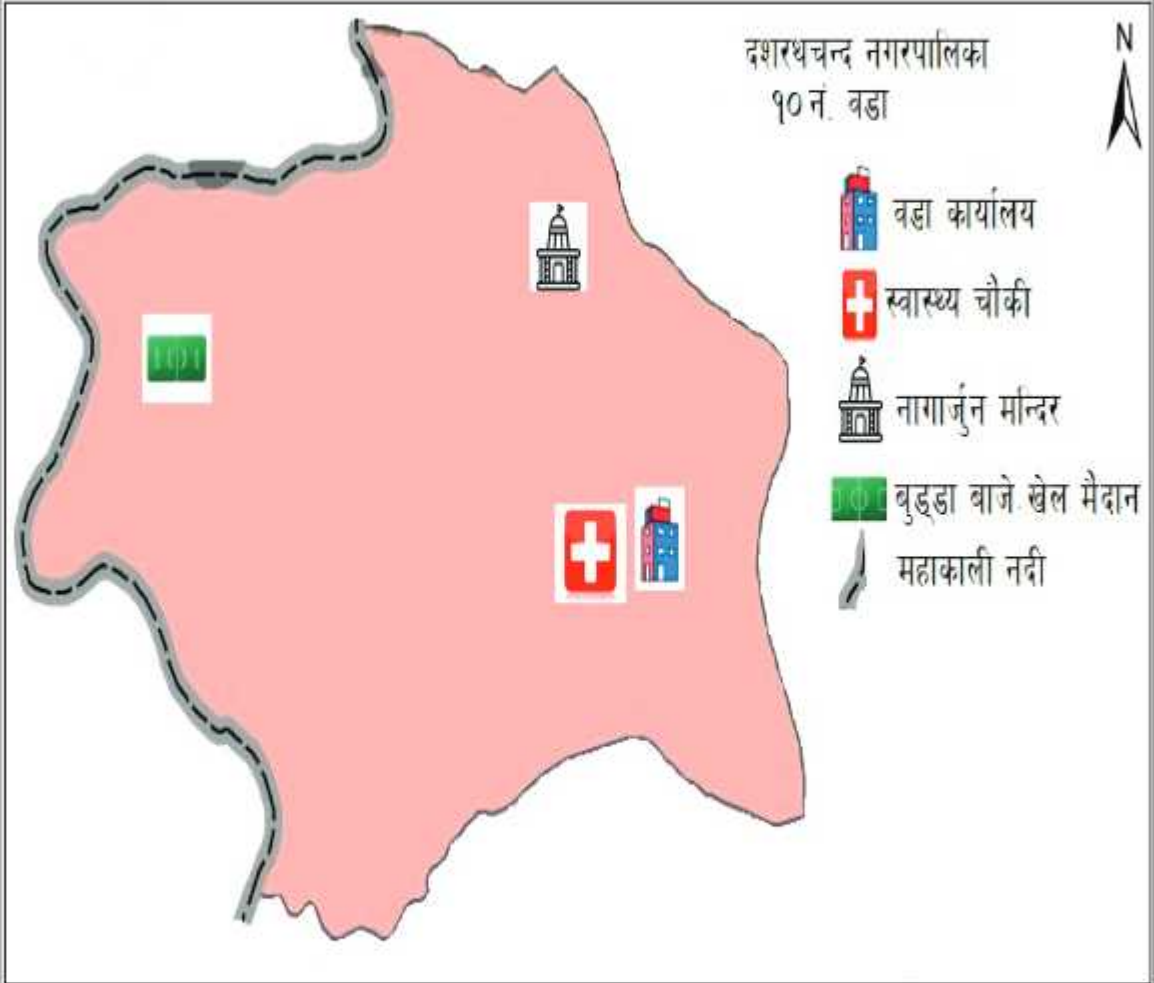 दशरथचन्द नगरपालिका
१० नं. वडा
N
वडा कार्यालय
स्वास्थ्य चौकी
नागार्जुन मन्दिर
बुड्डा बाजे खेल मैदान
महाकाली नदी